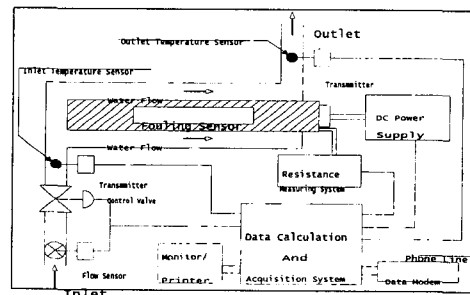 Outlet Temperature Sensor
Outlet
Inlet Temperature Sensor
Transmitter
Water Flow
DC Power
Supply
Fouling Sensor
Water Flow
Resistance
Measuring System
Transmitter
Control Valve
Data Calculation
And
Acquisition System
Flow Sensor
Monitor/
Printer
Phone Line
Data Modem
Inlet